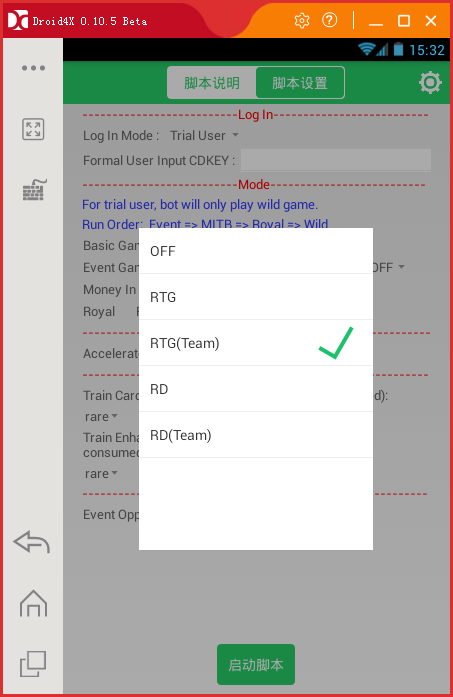 Droid4X 0.10.5 Beta
15:32
脚本说明 脚本设置
Log In
Log In Mode : Trial User
Formal User Input CDKEY :
Mode
For trial user, bot will only play wild game.
Run Order: Event => MITB => Royal => Wild
Basic Gam
Event Gam OFF
Money In
Royal
OFF
RTG
RTG(Team)
RD
RD(Team)
Accelerat
Train Card d):
rare
Train Enha
consumed
rare
Event Opp
启动脚本